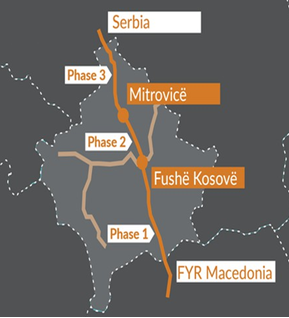 Serbia
Phase 3
Mitrovicë
Phase 2
Fushë Kosovë
Phase 1
FYR Macedonia